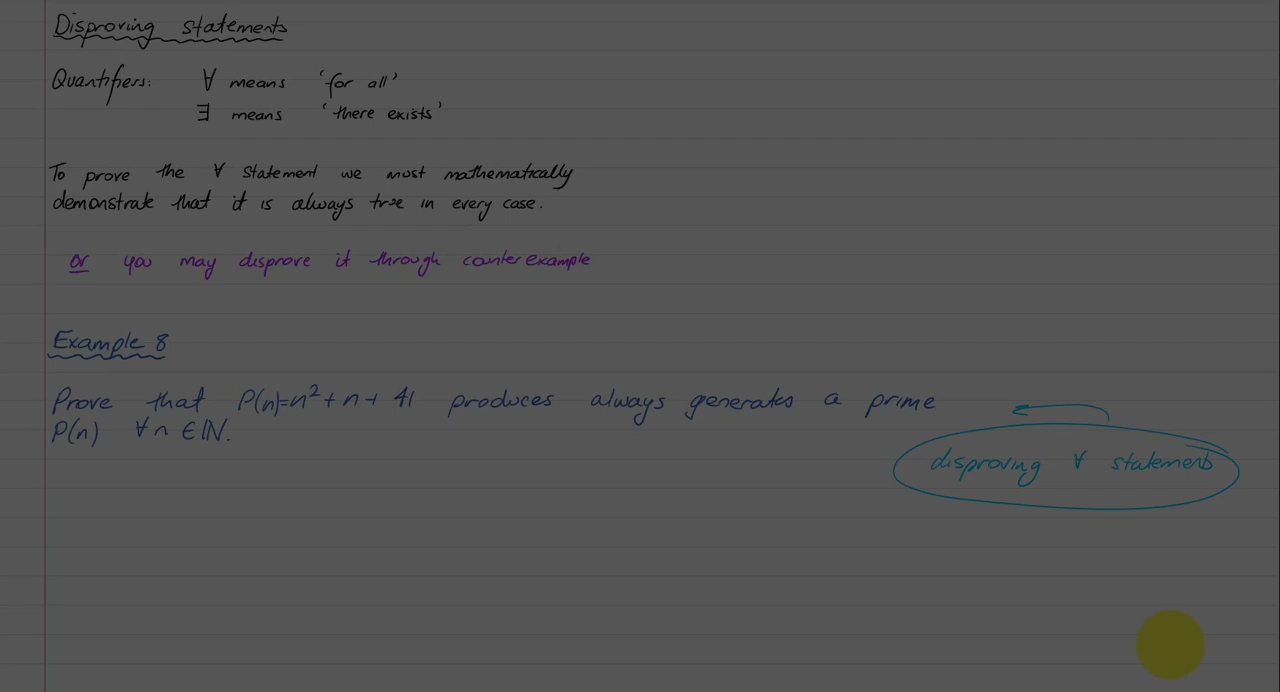 Disproving statements
Quantifiers: ∀ means 'for all'
∃ means 'there exists'
To prove the ∀ statement we must mathematically
demonstrate that it is always true in every case.
or you may disprove it through counter example
Example 8
Prove that P(n)=n²+n+41 produces always generates a prime
P(n) ∀n∈ℕ.
disproving ∀ statements